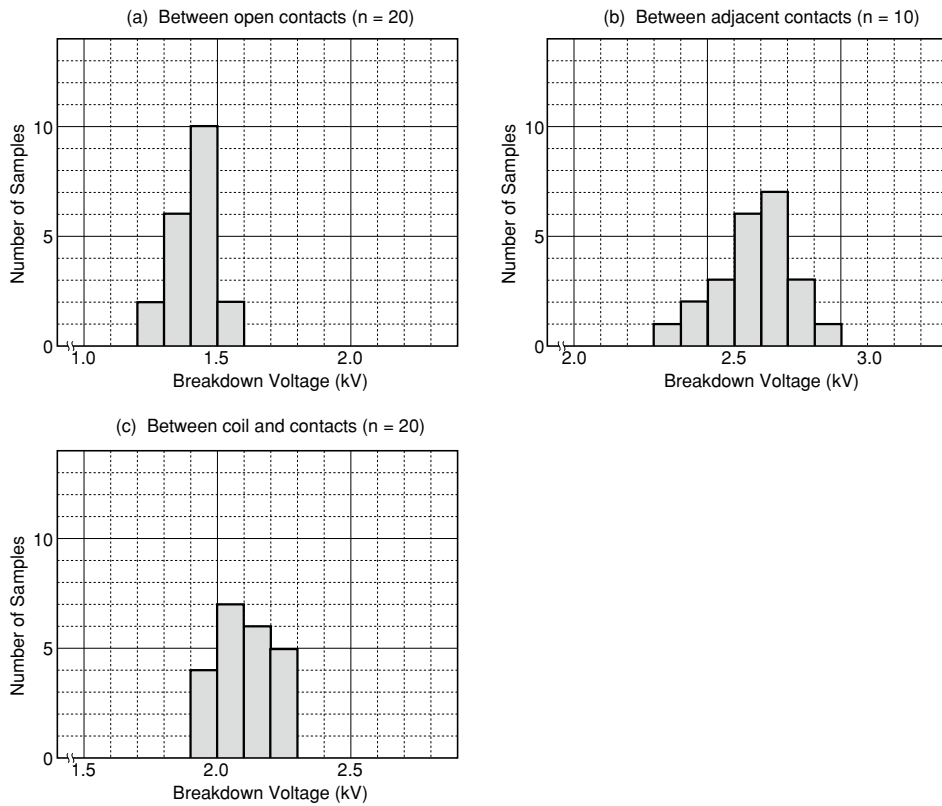 (a) Between open contacts (n = 20)
Number of Samples
10
5
0
1.0 1.5 2.0
Breakdown Voltage (kV)
(b) Between adjacent contacts (n = 10)
Number of Samples
10
5
0
2.0 2.5 3.0
Breakdown Voltage (kV)
(c) Between coil and contacts (n = 20)
Number of Samples
10
5
0
1.5 2.0 2.5
Breakdown Voltage (kV)